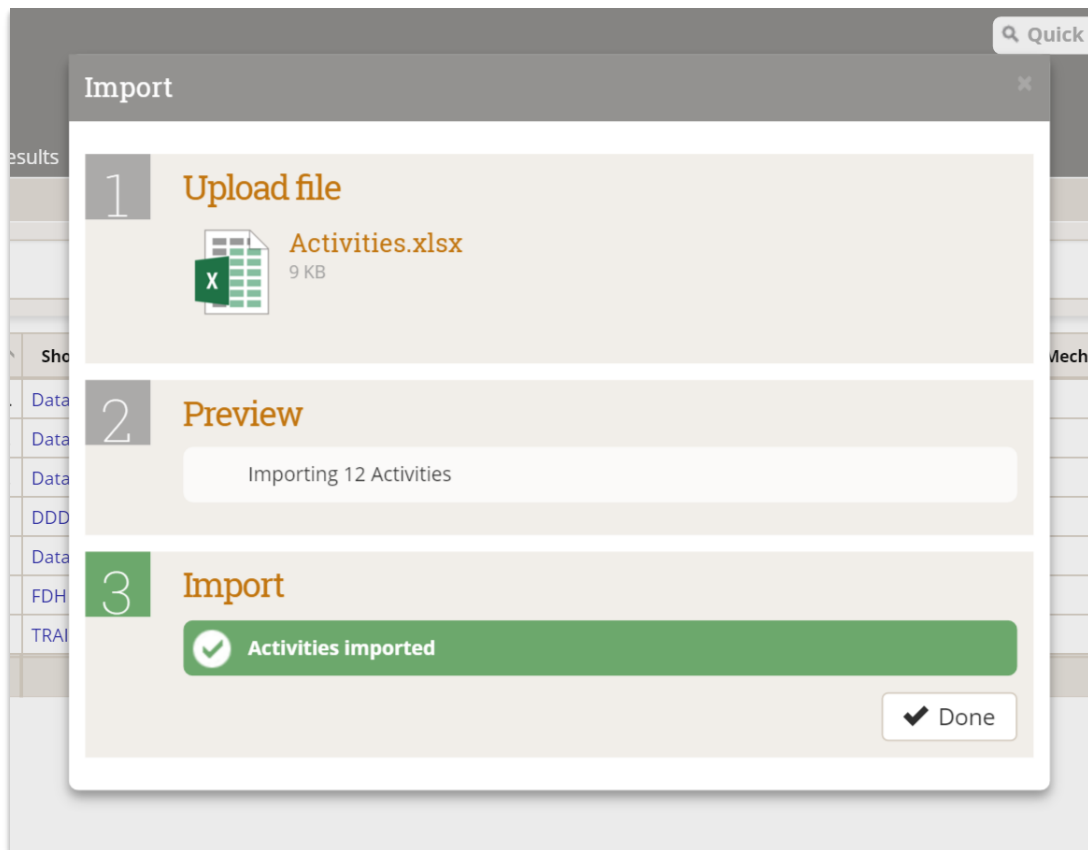 Quick
Import
esults
1
Upload file
Activities.xlsx
9 KB
X
Sho
Mech
Data
2
Preview
Data
Importing 12 Activities
Data
DDD
Data
3
Import
FDH
TRAI
Activities imported
Done